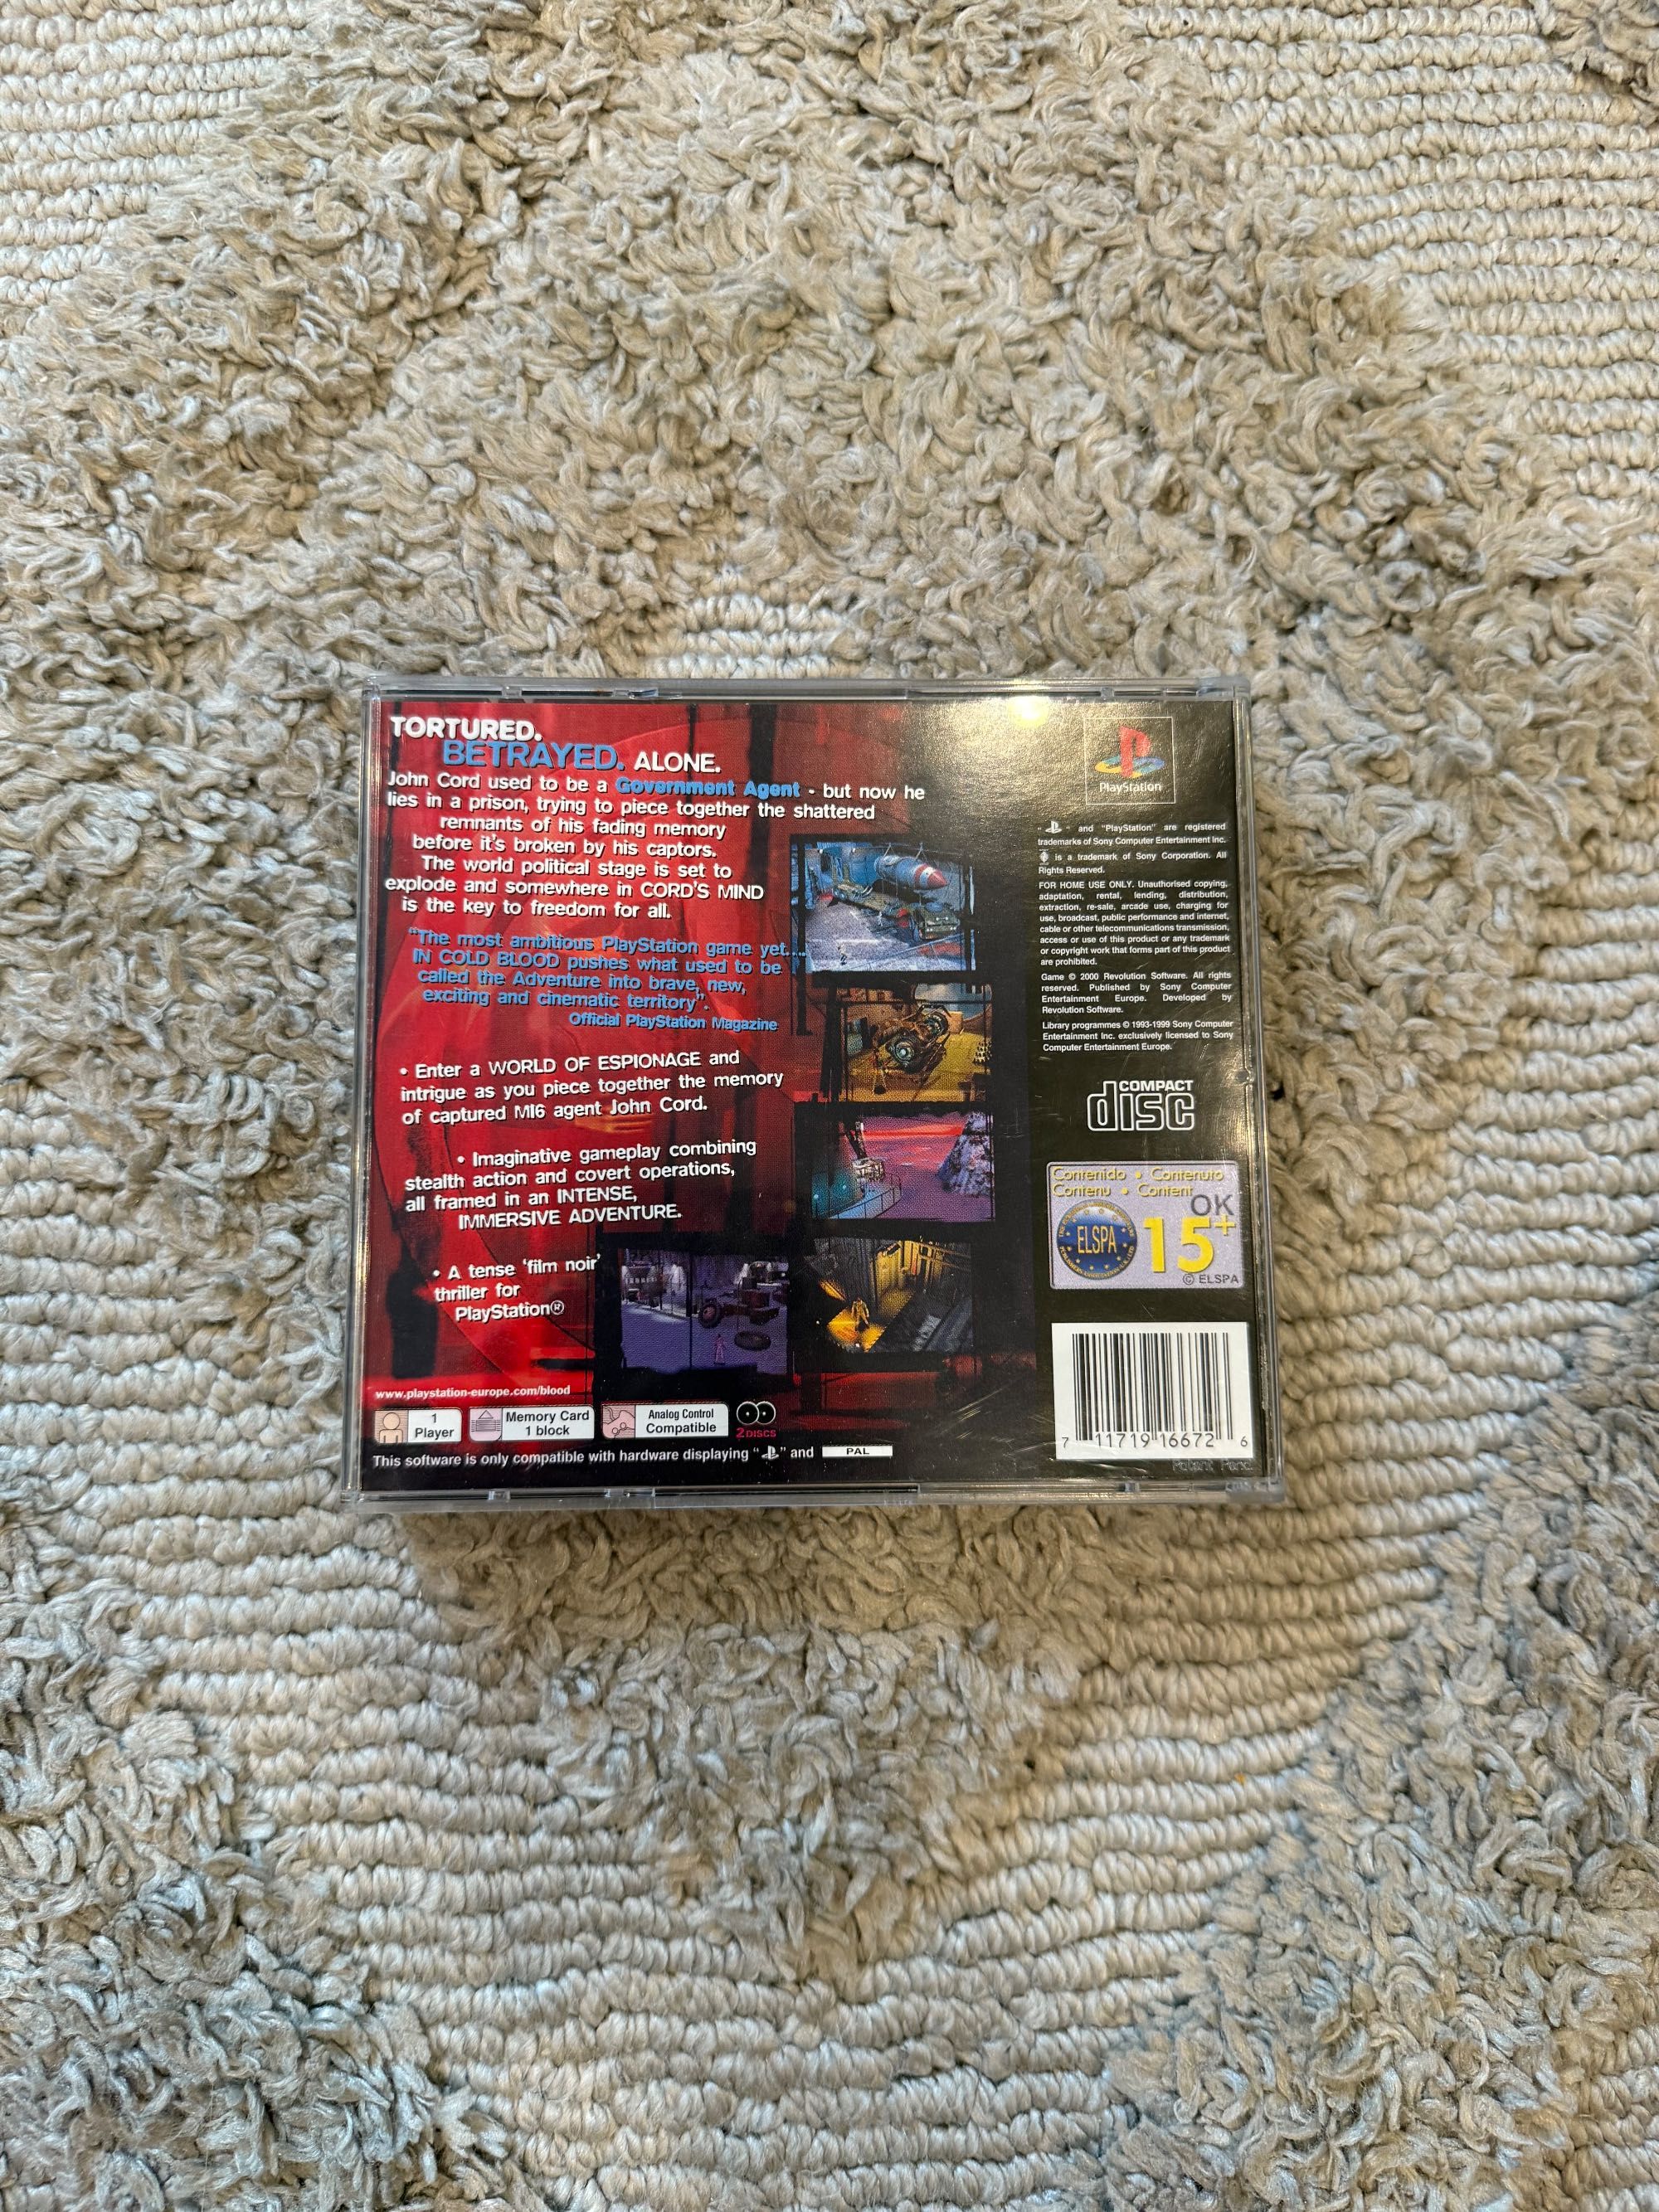 TORTURED.
BETRAYED. ALONE.
John Cord used to be a Government Agent - but now he
lies in a prison, trying to piece together the shattered
remnants of his fading memory
before it's broken by his captors.
The world political stage is set to
explode and somewhere in CORD'S MIND
is the key to freedom for all.
"The most ambitious PlayStation game yet...
IN COLD BLOOD pushes what used to be
called the Adventure into brave, new,
exciting and cinematic territory".
Official PlayStation Magazine
• Enter a WORLD OF ESPIONAGE and
intrigue as you piece together the memory
of captured MI6 agent John Cord.
• Imaginative gameplay combining
stealth action and covert operations,
all framed in an INTENSE,
IMMERSIVE ADVENTURE.
• A tense 'film noir'
thriller for
PlayStation®
www.playstation-europe.com/blood
1
Player
Memory Card
1 block
Analog Control
Compatible
2 DISCS
This software is only compatible with hardware displaying " " and PAL
PlayStation
" " and "PlayStation" are registered
trademarks of Sony Computer Entertainment Inc.
is a trademark of Sony Corporation. All
Rights Reserved.
FOR HOME USE ONLY. Unauthorised copying,
adaptation, rental, lending, distribution,
extraction, re-sale, arcade use, charging for
use, broadcast, public performance and internet,
cable or other telecommunications transmission,
access or use of this product or any trademark
or copyright work that forms part of this product
are prohibited.
Game © 2000 Revolution Software. All rights
reserved. Published by Sony Computer
Entertainment Europe. Developed by
Revolution Software.
Library programmes © 1993-1999 Sony Computer
Entertainment Inc. exclusively licensed to Sony
Computer Entertainment Europe.
COMPACT
disc
Contenido • Contenuto
Contenu • Content
OK
ELSPA
15+
© ELSPA
7 11719 16672 6
Patent Pend